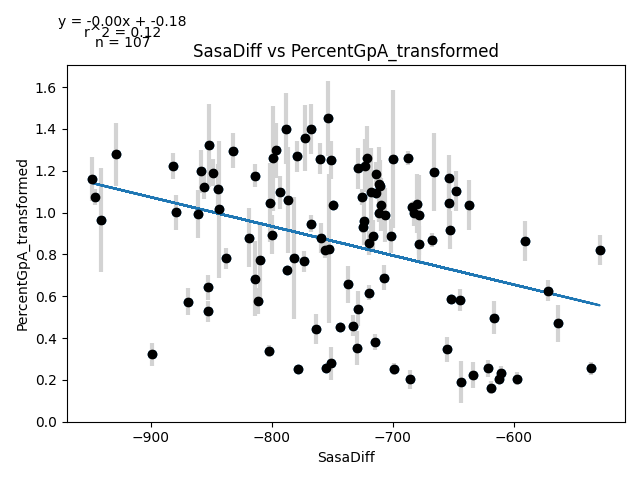 y = -0.00x + -0.18
r^2 = 0.12
n = 107
SasaDiff vs PercentGpA_transformed
PercentGpA_transformed
1.6
1.4
1.2
1.0
0.8
0.6
0.4
0.2
0.0
−900
−800
−700
−600
SasaDiff